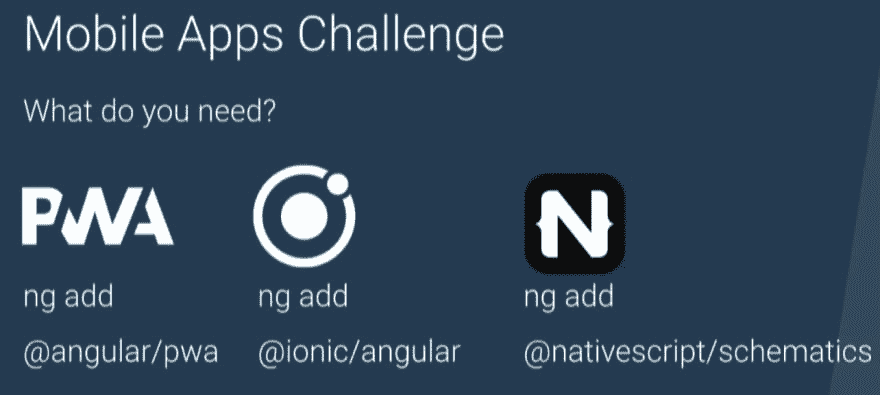 Mobile Apps Challenge
What do you need?
PWA
N
ng add
ng add
ng add
@angular/pwa
@ionic/angular
@nativescript/schematics